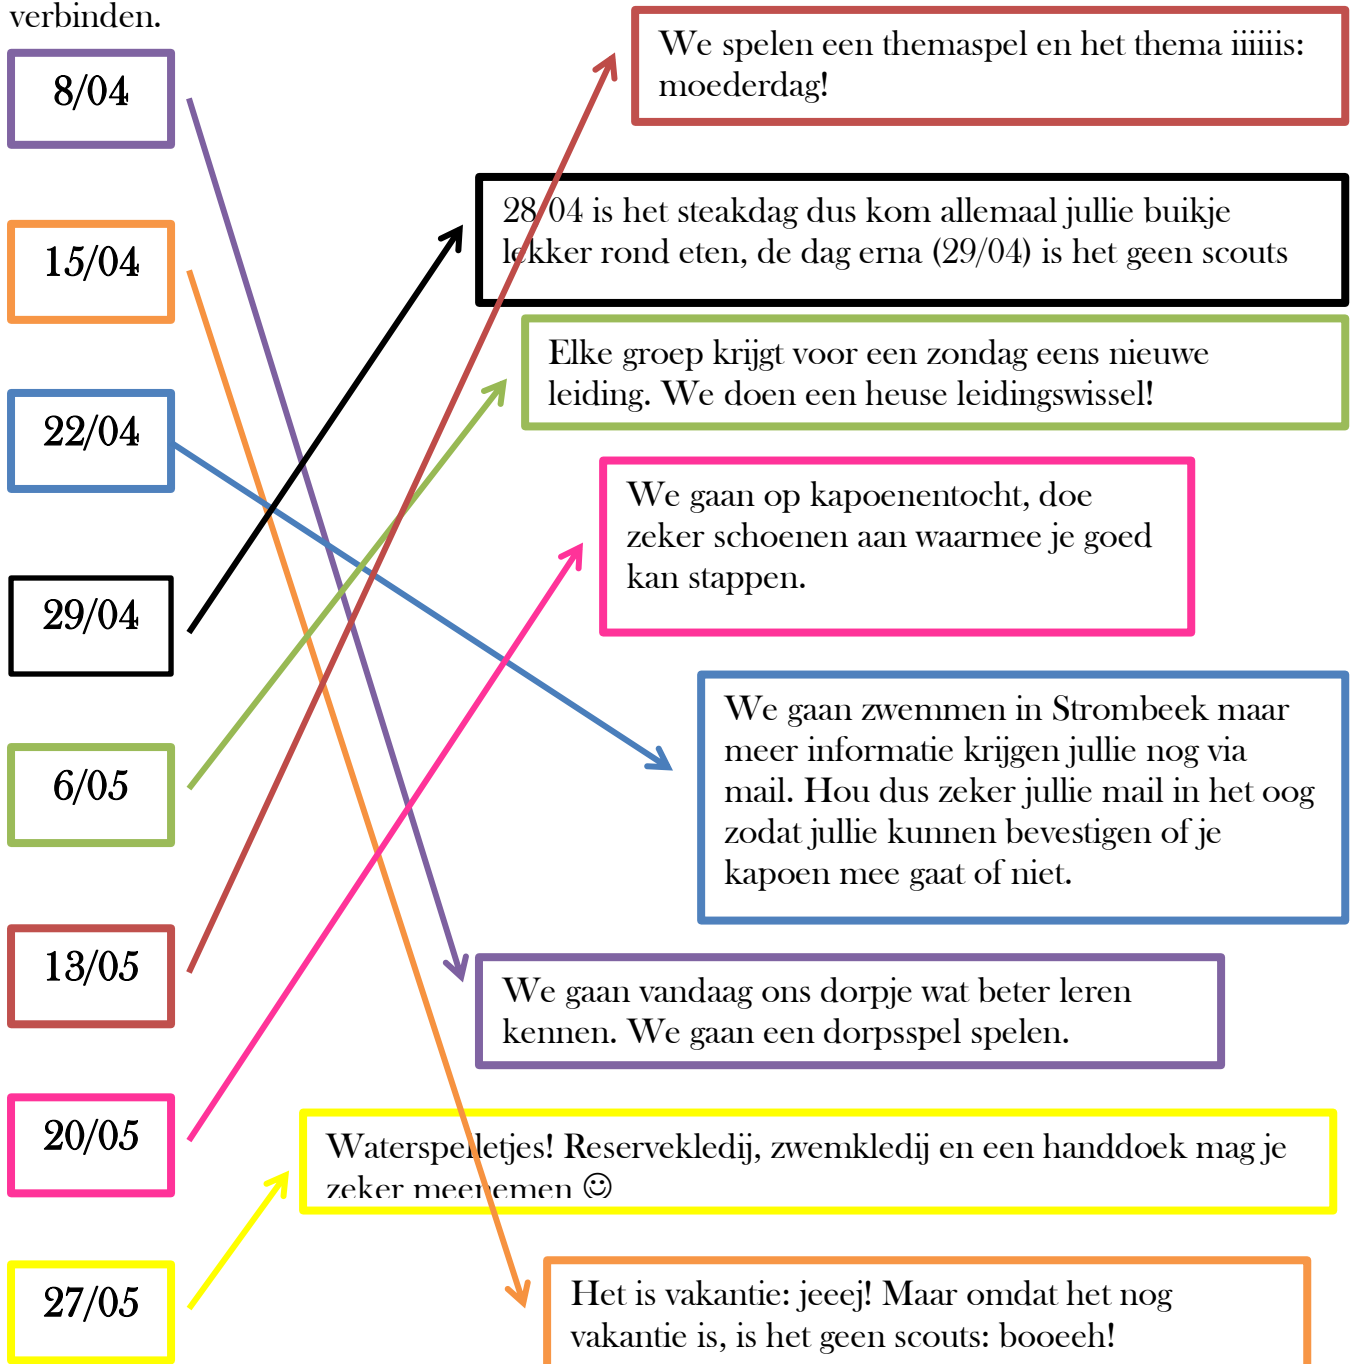 verbinden.
8/04
15/04
22/04
29/04
6/05
13/05
20/05
27/05
We spelen een themaspel en het thema iiiiiis:
moederdag!
28/04 is het steakdag dus kom allemaal jullie buikje
lekker rond eten, de dag erna (29/04) is het geen scouts
Elke groep krijgt voor een zondag eens nieuwe
leiding. We doen een heuse leidingswissel!
We gaan op kapoenentocht, doe
zeker schoenen aan waarmee je goed
kan stappen.
We gaan zwemmen in Strombeek maar
meer informatie krijgen jullie nog via
mail. Hou dus zeker jullie mail in het oog
zodat jullie kunnen bevestigen of je
kapoen mee gaat of niet.
We gaan vandaag ons dorpje wat beter leren
kennen. We gaan een dorpsspel spelen.
Waterspelletjes! Reservekledij, zwemkledij en een handdoek mag je
zeker meenemen ☺
Het is vakantie: jeeej! Maar omdat het nog
vakantie is, is het geen scouts: booeeh!